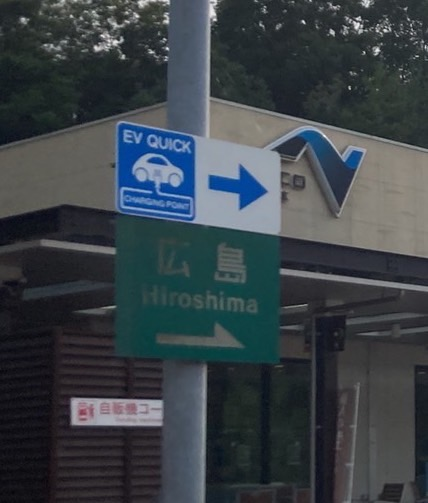 EV QUICK
CHARGING POINT
広島
Hiroshima
自販機コー